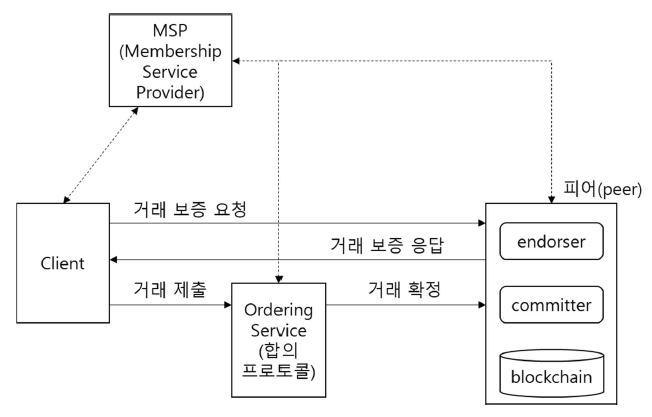 MSP
(Membership
Service
Provider)
피어(peer)
거래 보증 요청
endorser
거래 보증 응답
Client
거래 제출
거래 확정
committer
Ordering
Service
(합의
프로토콜)
blockchain